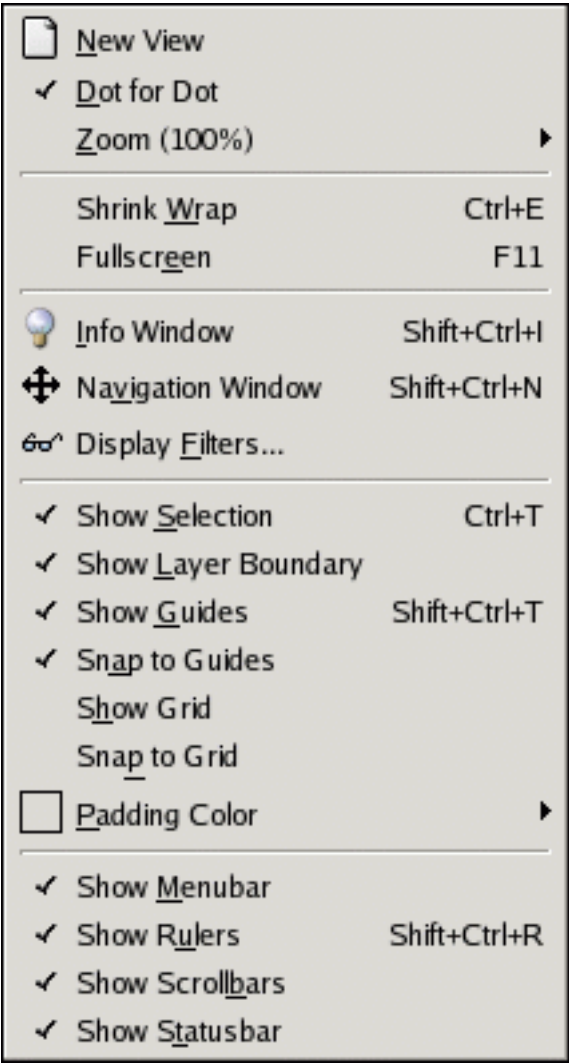 New View
Dot for Dot
Zoom (100%)
Shrink Wrap Ctrl+E
Fullscreen F11
Info Window Shift+Ctrl+I
Navigation Window Shift+Ctrl+N
Display Filters...
Show Selection Ctrl+T
Show Layer Boundary
Show Guides Shift+Ctrl+T
Snap to Guides
Show Grid
Snap to Grid
Padding Color
Show Menubar
Show Rulers Shift+Ctrl+R
Show Scrollbars
Show Statusbar